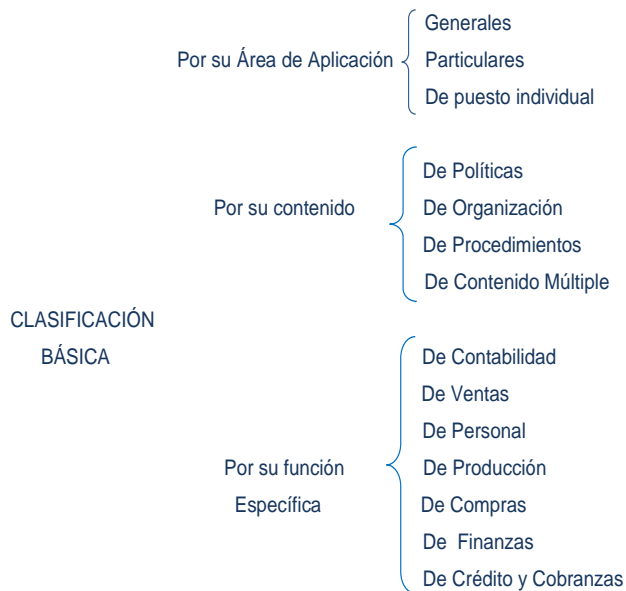 Generales
Por su Área de Aplicación
Particulares
De puesto individual
De Políticas
Por su contenido
De Organización
De Procedimientos
De Contenido Múltiple
CLASIFICACIÓN
BÁSICA
De Contabilidad
De Ventas
De Personal
Por su función
De Producción
Específica
De Compras
De Finanzas
De Crédito y Cobranzas